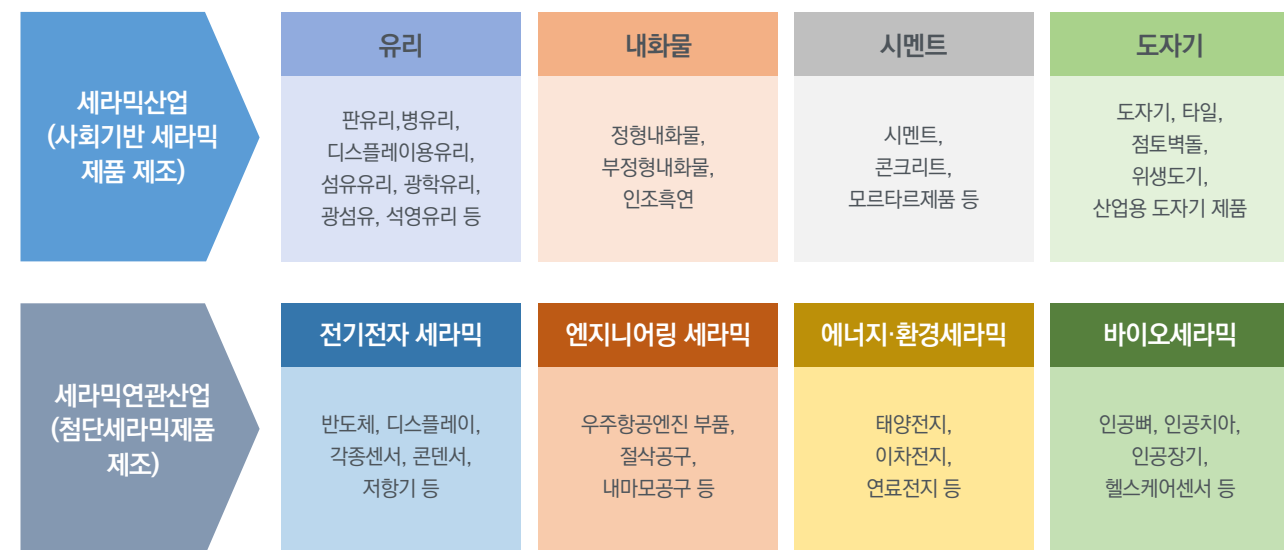 세라믹산업
(사회기반 세라믹
제품 제조)
유리
판유리,병유리,
디스플레이용유리,
섬유유리, 광학유리,
광섬유, 석영유리 등
내화물
정형내화물,
부정형내화물,
인조흑연
시멘트
시멘트,
콘크리트,
모르타르제품 등
도자기
도자기, 타일,
점토벽돌,
위생도기,
산업용 도자기 제품
세라믹연관산업
(첨단세라믹제품
제조)
전기전자 세라믹
반도체, 디스플레이,
각종센서, 콘덴서,
저항기 등
엔지니어링 세라믹
우주항공엔진 부품,
절삭공구,
내마모공구 등
에너지·환경세라믹
태양전지,
이차전지,
연료전지 등
바이오세라믹
인공뼈, 인공치아,
인공장기,
헬스케어센서 등